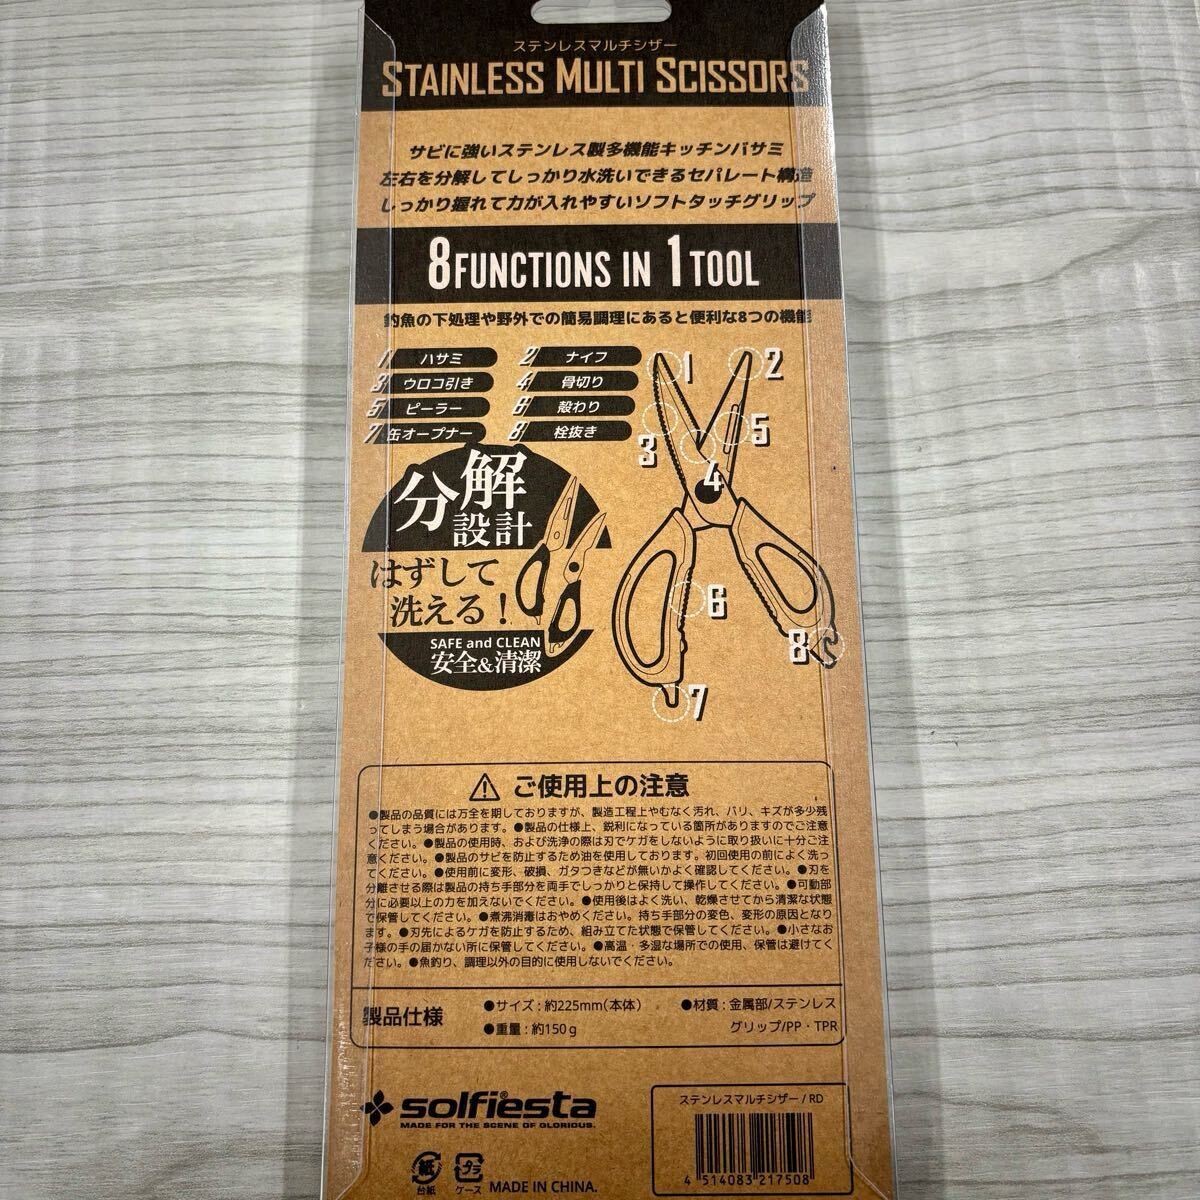 ステンレスマルチシザー
STAINLESS MULTI SCISSORS
サビに強いステンレス製多機能キッチンバサミ
左右を分解してしっかり水洗いできるセパレート構造
しっかり握れて力が入れやすいソフトタッチグリップ
8 FUNCTIONS IN 1 TOOL
釣魚の下処理や野外での簡易調理にあると便利な8つの機能
1 ハサミ 2 ナイフ
3 ウロコ引き 4 骨切り
5 ピーラー 6 殻わり
7 缶オープナー 8 栓抜き
1 2
3 4 5
6
7 8
分解
設計
はずして
洗える!
SAFE and CLEAN
安全&清潔
⚠ ご使用上の注意
●製品の品質には万全を期しておりますが、製造工程上やむなく汚れ、バリ、キズが多少残
ってしまう場合があります。●製品の仕様上、鋭利になっている箇所がありますのでご注意
ください。●製品の使用時、および洗浄の際は刃でケガをしないように取り扱いに十分ご注
意ください。●製品のサビを防止するため油を使用しております。初回使用の前によく洗っ
てください。●使用前に変形、破損、ガタつきなどが無いかよく確認してください。●刃を
分離させる際は製品の持ち手部分を両手でしっかりと保持して操作してください。●可動部
分に必要以上の力を加えないでください。●使用後はよく洗い、乾燥させてから清潔な状態
で保管してください。●煮沸消毒はおやめください。持ち手部分の変色、変形の原因となり
ます。●刃先によるケガを防止するため、組み立てた状態で保管してください。●小さなお
子様の手の届かない所に保管してください。●高温・多湿な場所での使用、保管は避けてく
ださい。●魚釣り、調理以外の目的に使用しないでください。
製品仕様
●サイズ:約225mm(本体) ●材質:金属部/ステンレス
●重量:約150g グリップ/PP・TPR
solfiesta
MADE FOR THE SCENE OF GLORIOUS.
紙
台紙
プラ
ケース
MADE IN CHINA.
ステンレスマルチシザー/RD
4 514083 217508